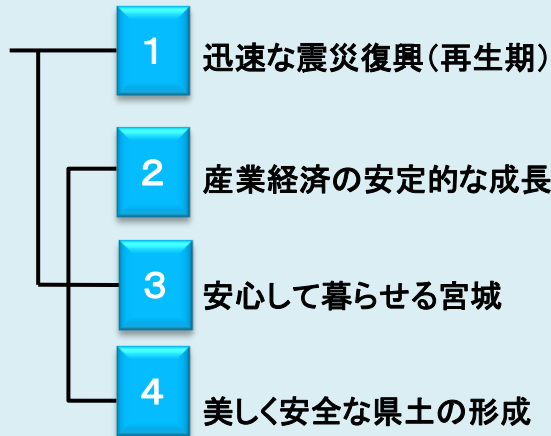 1 迅速な震災復興(再生期)
2 産業経済の安定的な成長
3 安心して暮らせる宮城
4 美しく安全な県土の形成